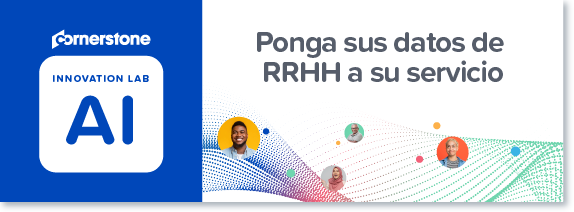 Cornerstone
INNOVATION LAB
AI
Ponga sus datos de
RRHH a su servicio